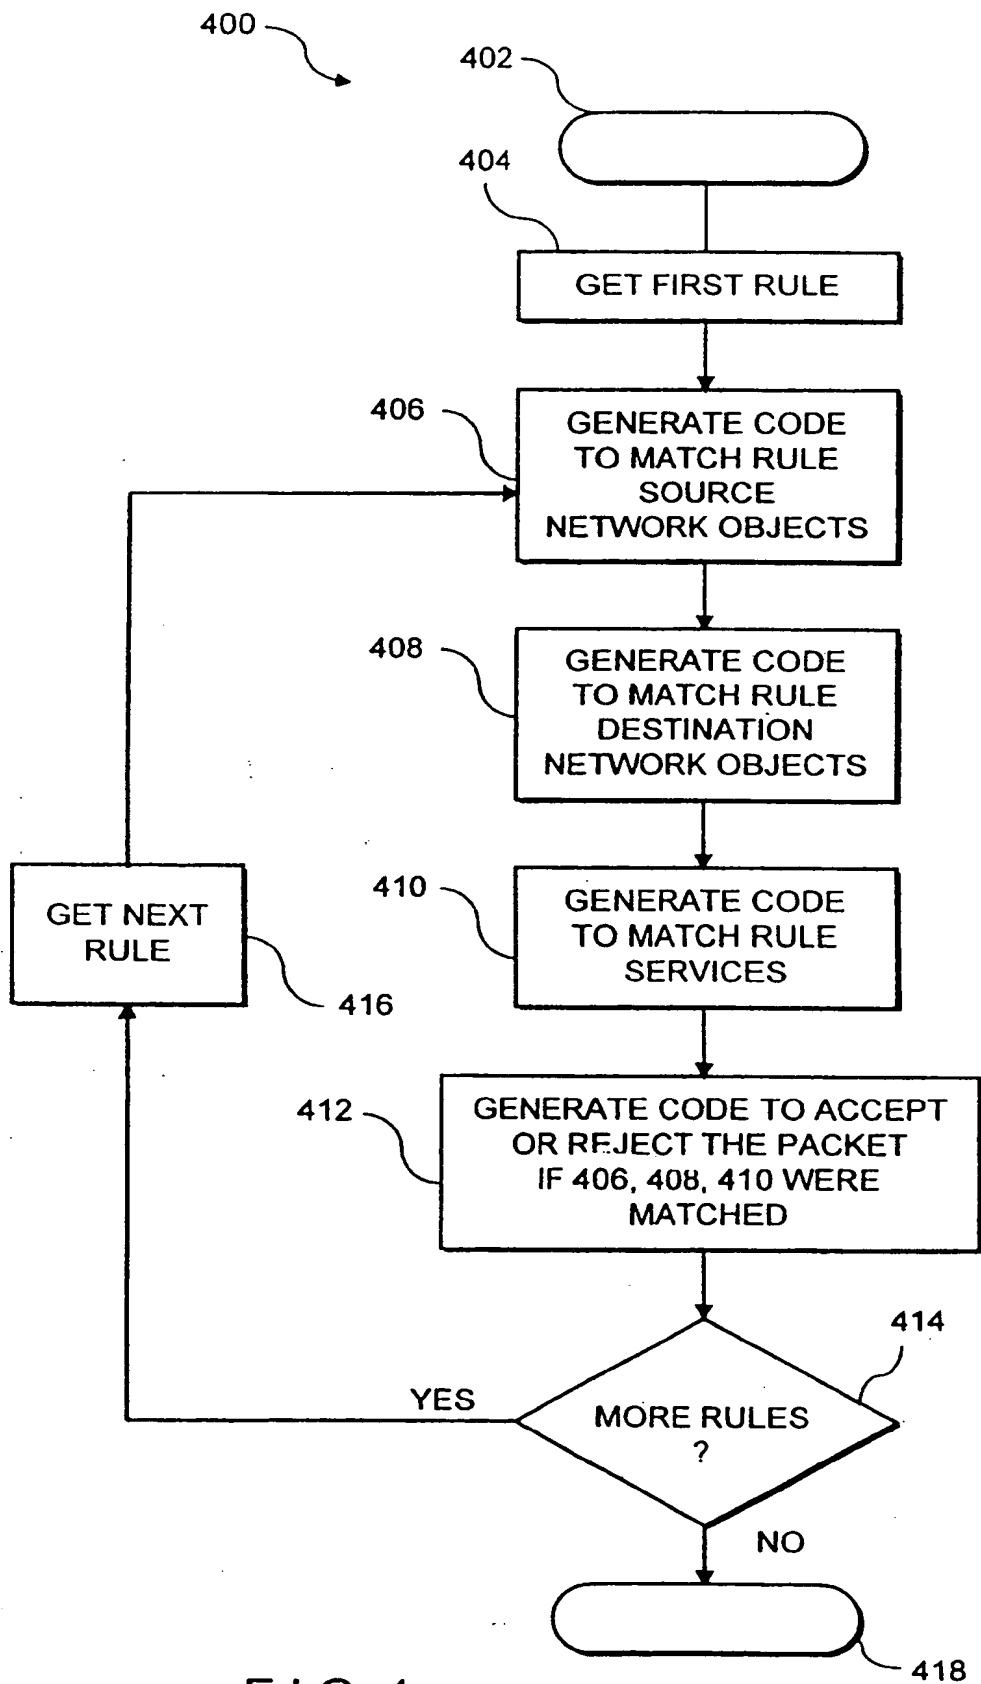 400
402
404
GET FIRST RULE
406
GENERATE CODE
TO MATCH RULE
SOURCE
NETWORK OBJECTS
408
GENERATE CODE
TO MATCH RULE
DESTINATION
NETWORK OBJECTS
410
GENERATE CODE
TO MATCH RULE
SERVICES
GET NEXT
RULE
416
412
GENERATE CODE TO ACCEPT
OR REJECT THE PACKET
IF 406, 408, 410 WERE
MATCHED
414
YES
MORE RULES
?
NO
418